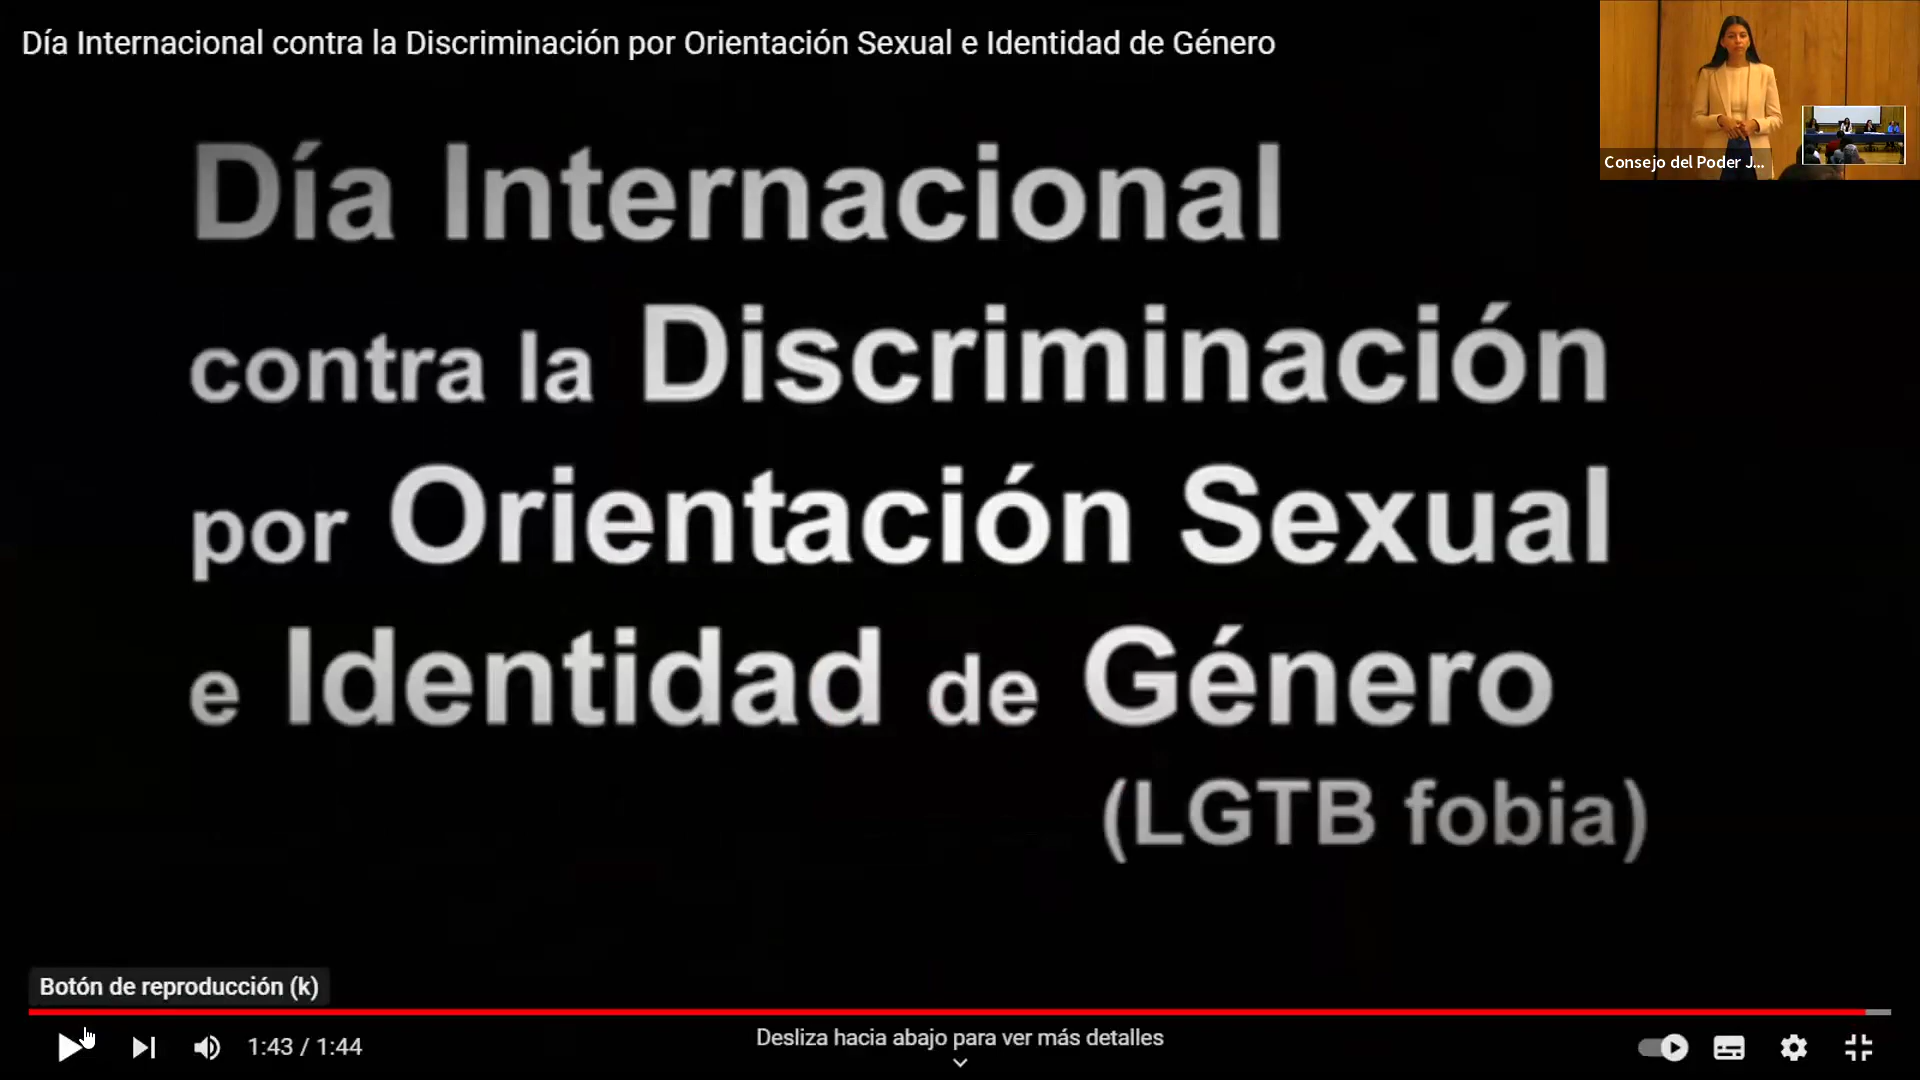 Día Internacional contra la Discriminación por Orientación Sexual e Identidad de Género
Consejo del Poder J...
Día Internacional
contra la Discriminación
por Orientación Sexual
e Identidad de Género
(LGTB fobia)
Botón de reproducción (k)
1:43 / 1:44
Desliza hacia abajo para ver más detalles